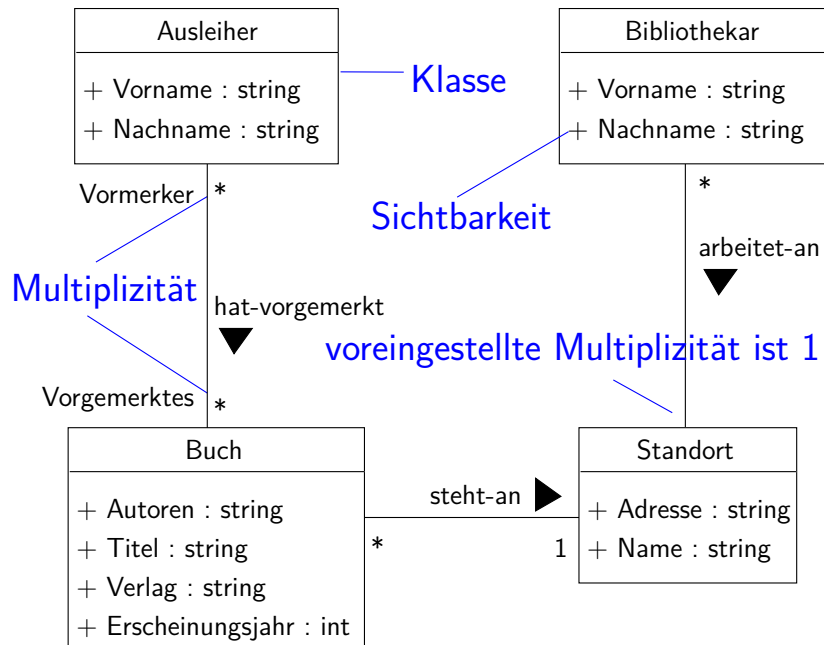 Ausleiher
+ Vorname : string
+ Nachname : string
Klasse
Bibliothekar
+ Vorname : string
+ Nachname : string
Vormerker
*
Sichtbarkeit
*
arbeitet-an
Multiplizität
hat-vorgemerkt
voreingestellte Multiplizität ist 1
Vorgemerktes
*
Buch
+ Autoren : string
+ Titel : string
+ Verlag : string
+ Erscheinungsjahr : int
steht-an
*
1
Standort
+ Adresse : string
+ Name : string